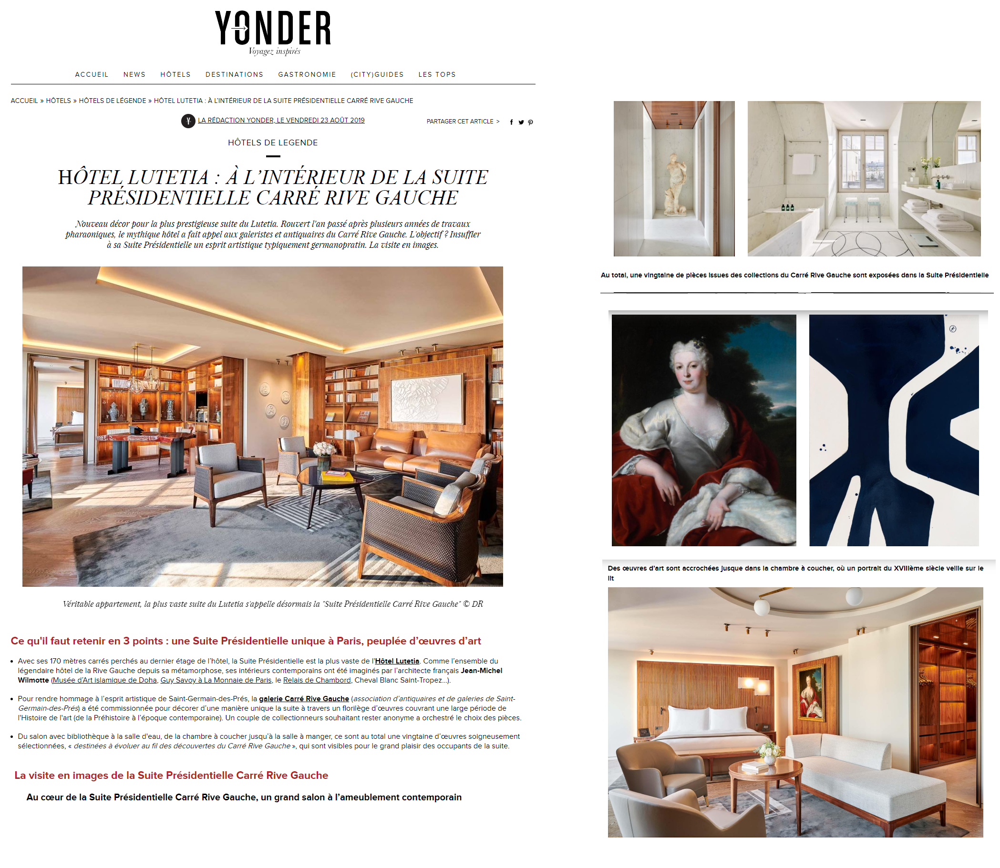 YONDER
Voyagez inspirés
ACCUEIL NEWS HÔTELS DESTINATIONS GASTRONOMIE (CITY)GUIDES LES TOPS
ACCUEIL » HÔTELS » HÔTELS DE LÉGENDE » HÔTEL LUTETIA : À L’INTÉRIEUR DE LA SUITE PRÉSIDENTIELLE CARRÉ RIVE GAUCHE
LA RÉDACTION YONDER, LE VENDREDI 23 AOÛT 2019
PARTAGER CET ARTICLE >
HÔTELS DE LEGENDE
HÔTEL LUTETIA : À L’INTÉRIEUR DE LA SUITE
PRÉSIDENTIELLE CARRÉ RIVE GAUCHE
Nouveau décor pour la plus prestigieuse suite du Lutetia. Rouvert l'an passé après plusieurs années de travaux
pharaoniques, le mythique hôtel a fait appel aux galeristes et antiquaires du Carré Rive Gauche. L'objectif ? Insuffler
à sa Suite Présidentielle un esprit artistique typiquement germanopratin. La visite en images.
Véritable appartement, la plus vaste suite du Lutetia s'appelle désormais la "Suite Présidentielle Carré Rive Gauche" © DR
Ce qu'il faut retenir en 3 points : une Suite Présidentielle unique à Paris, peuplée d’œuvres d’art
• Avec ses 170 mètres carrés perchés au dernier étage de l’hôtel, la Suite Présidentielle est la plus vaste de l'Hôtel Lutetia. Comme l’ensemble du
légendaire hôtel de la Rive Gauche depuis sa métamorphose, ses intérieurs contemporains ont été imaginés par l’architecte français Jean-Michel
Wilmotte (Musée d’Art islamique de Doha, Guy Savoy à La Monnaie de Paris, le Relais de Chambord, Cheval Blanc Saint-Tropez…).
• Pour rendre hommage à l’esprit artistique de Saint-Germain-des-Prés, la galerie Carré Rive Gauche (association d’antiquaires et de galeries de Saint-
Germain-des-Prés) a été commissionnée pour décorer d’une manière unique la suite à travers un florilège d’œuvres couvrant une large période de
l'Histoire de l'art (de la Préhistoire à l’époque contemporaine). Un couple de collectionneurs souhaitant rester anonyme a orchestré le choix des pièces.
• Du salon avec bibliothèque à la salle d'eau, de la chambre à coucher jusqu’à la salle à manger, ce sont au total une vingtaine d’œuvres soigneusement
sélectionnées, « destinées à évoluer au fil des découvertes du Carré Rive Gauche », qui sont visibles pour le grand plaisir des occupants de la suite.
La visite en images de la Suite Présidentielle Carré Rive Gauche
Au cœur de la Suite Présidentielle Carré Rive Gauche, un grand salon à l’ameublement contemporain
Au total, une vingtaine de pièces issues des collections du Carré Rive Gauche sont exposées dans la Suite Présidentielle
Des œuvres d’art sont accrochées jusque dans la chambre à coucher, où un portrait du XVIIIème siècle veille sur le
lit